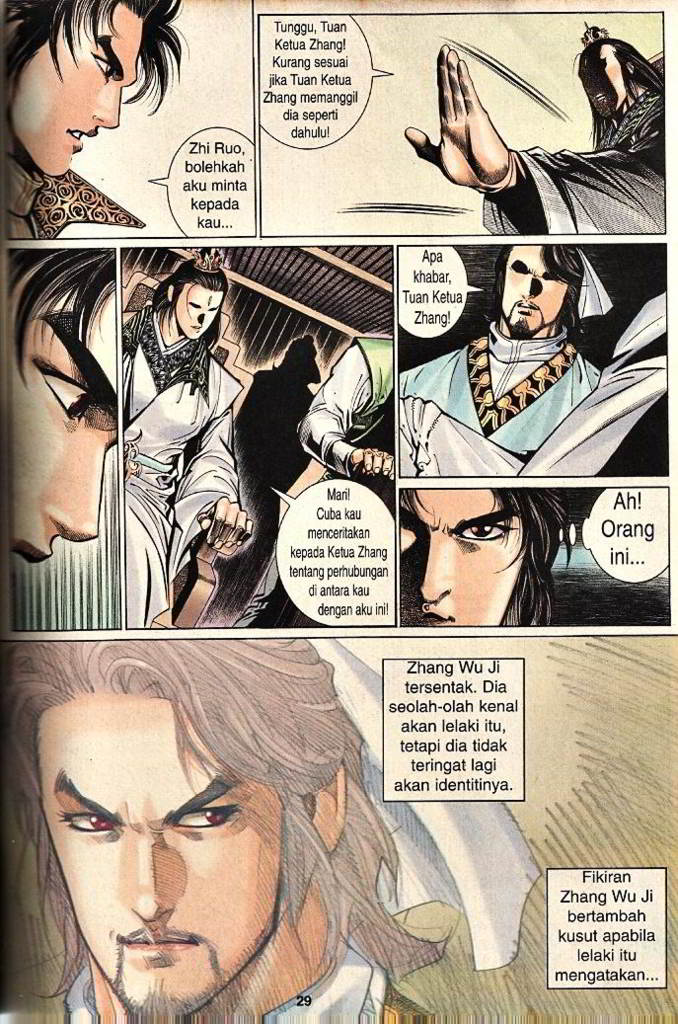 Zhi Ruo,
bolehkah
aku minta
kepada
kau...
Tunggu, Tuan
Ketua Zhang!
Kurang sesuai
jika Tuan Ketua
Zhang memanggil
dia seperti
dahulu!
Mari!
Cuba kau
menceritakan
kepada Ketua Zhang
tentang perhubungan
di antara kau
dengan aku ini!
Apa
khabar,
Tuan Ketua
Zhang!
Ah!
Orang
ini...
Zhang Wu Ji
tersentak. Dia
seolah-olah kenal
akan lelaki itu,
tetapi dia tidak
teringat lagi
akan identitinya.
Fikiran
Zhang Wu Ji
bertambah
kusut apabila
lelaki itu
mengatakan...
29